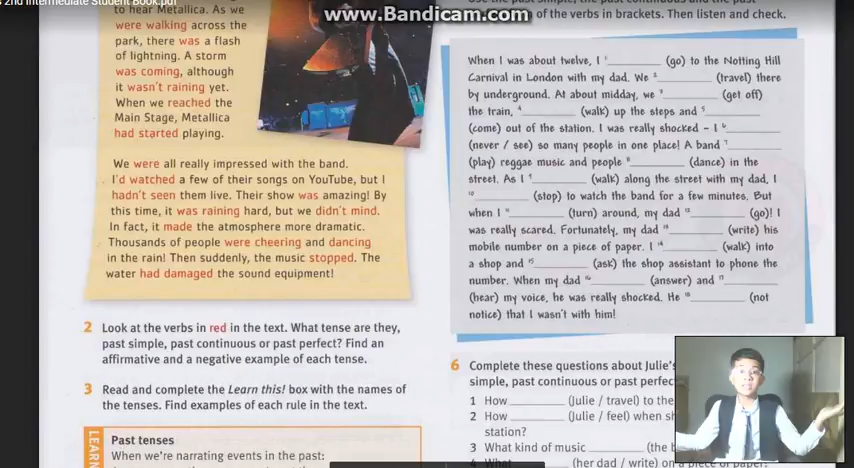 s 2nd Intermediate Student Book.pdf
www.Bandicam.com
to hear Metallica. As we
were walking across the
park, there was a flash
of lightning. A storm
was coming, although
it wasn't raining yet.
When we reached the
Main Stage, Metallica
had started playing.
We were all really impressed with the band.
I'd watched a few of their songs on YouTube, but I
hadn't seen them live. Their show was amazing! By
this time, it was raining hard, but we didn't mind.
In fact, it made the atmosphere more dramatic.
Thousands of people were cheering and dancing
in the rain! Then suddenly, the music stopped. The
water had damaged the sound equipment!
2 Look at the verbs in red in the text. What tense are they,
past simple, past continuous or past perfect? Find an
affirmative and a negative example of each tense.
3 Read and complete the Learn this! box with the names of
the tenses. Find examples of each rule in the text.
LEARN
Past tenses
When we're narrating events in the past:
of the verbs in brackets. Then listen and check.
When I was about twelve, I 1________ (go) to the Notting Hill
Carnival in London with my dad. We 2________ (travel) there
by underground. At about midday, we 3________ (get off)
the train, 4________ (walk) up the steps and 5________
(come) out of the station. I was really shocked – I 6________
(never / see) so many people in one place! A band 7________
(play) reggae music and people 8________ (dance) in the
street. As I 9________ (walk) along the street with my dad, I
10________ (stop) to watch the band for a few minutes. But
when I 11________ (turn) around, my dad 12________ (go)! I
was really scared. Fortunately, my dad 13________ (write) his
mobile number on a piece of paper. I 14________ (walk) into
a shop and 15________ (ask) the shop assistant to phone the
number. When my dad 16________ (answer) and 17________
(hear) my voice, he was really shocked. He 18________ (not
notice) that I wasn't with him!
6 Complete these questions about Julie's
simple, past continuous or past perfec
1 How ________ (Julie / travel) to the
2 How ________ (Julie / feel) when sh
station?
3 What kind of music ________ (the b
4 What ________ (her dad / write) on a piece of paper?